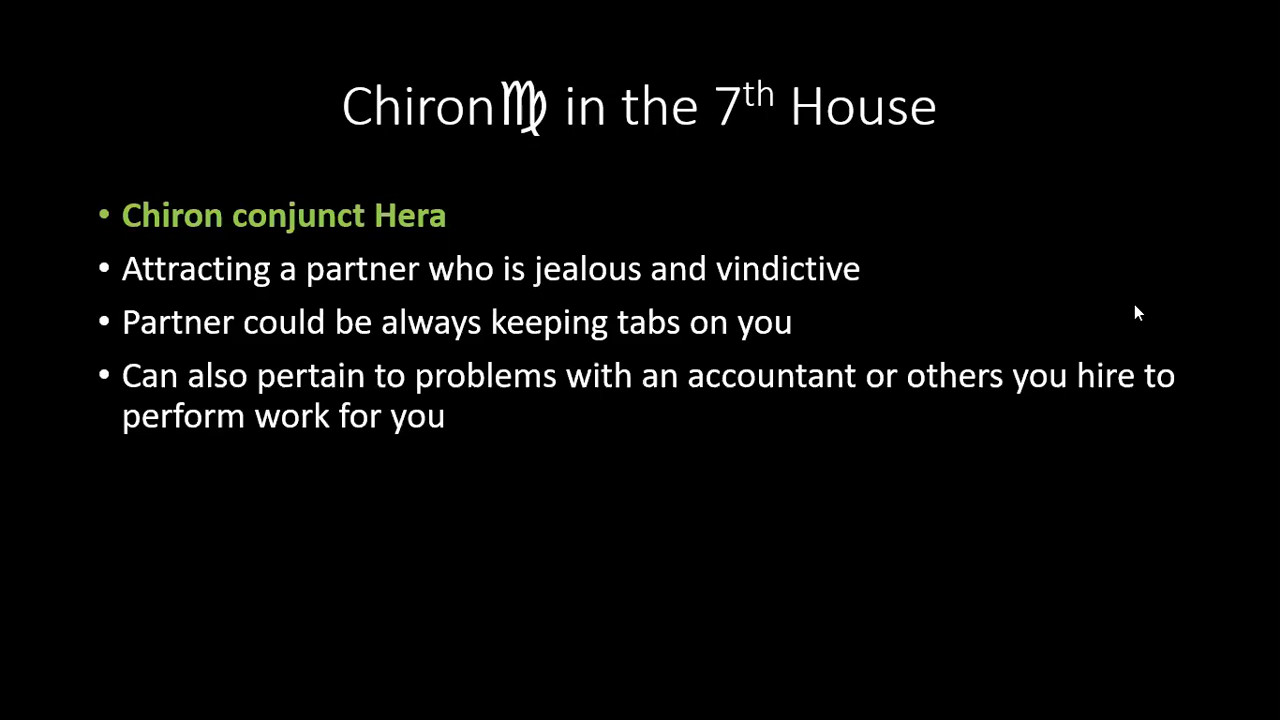 Chiron♍ in the 7th House
• Chiron conjunct Hera
• Attracting a partner who is jealous and vindictive
• Partner could be always keeping tabs on you
• Can also pertain to problems with an accountant or others you hire to
perform work for you